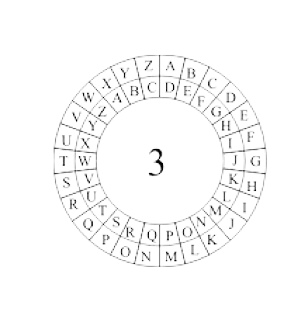 A B C D E F G H I J K L M N O P Q R S T U V W X Y Z
D E F G H I J K L M N O P Q R S T U V W X Y Z A B C
3